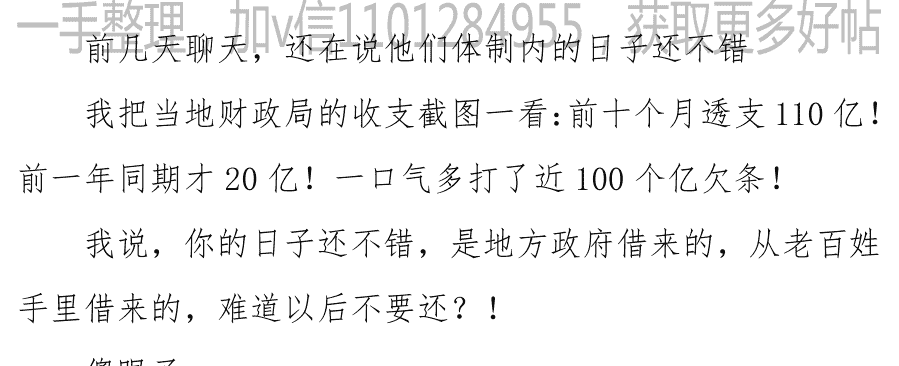 一手整理，加v信1101284955，获取更多好帖
前几天聊天，还在说他们体制内的日子还不错
我把当地财政局的收支截图一看：前十个月透支110亿！
前一年同期才20亿！一口气多打了近100个亿欠条！
我说，你的日子还不错，是地方政府借来的，从老百姓
手里借来的，难道以后不要还？！